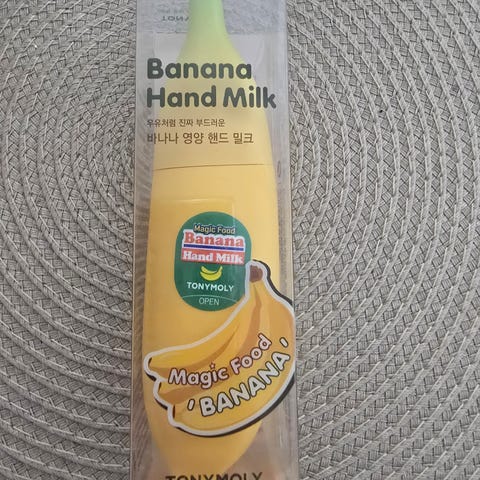 Banana
Hand Milk
우유처럼 진짜 부드러운
바나나 영양 핸드 밀크
Magic Food
Banana
Hand Milk
TONYMOLY
OPEN
Magic Food
'BANANA'
TONYMOLY